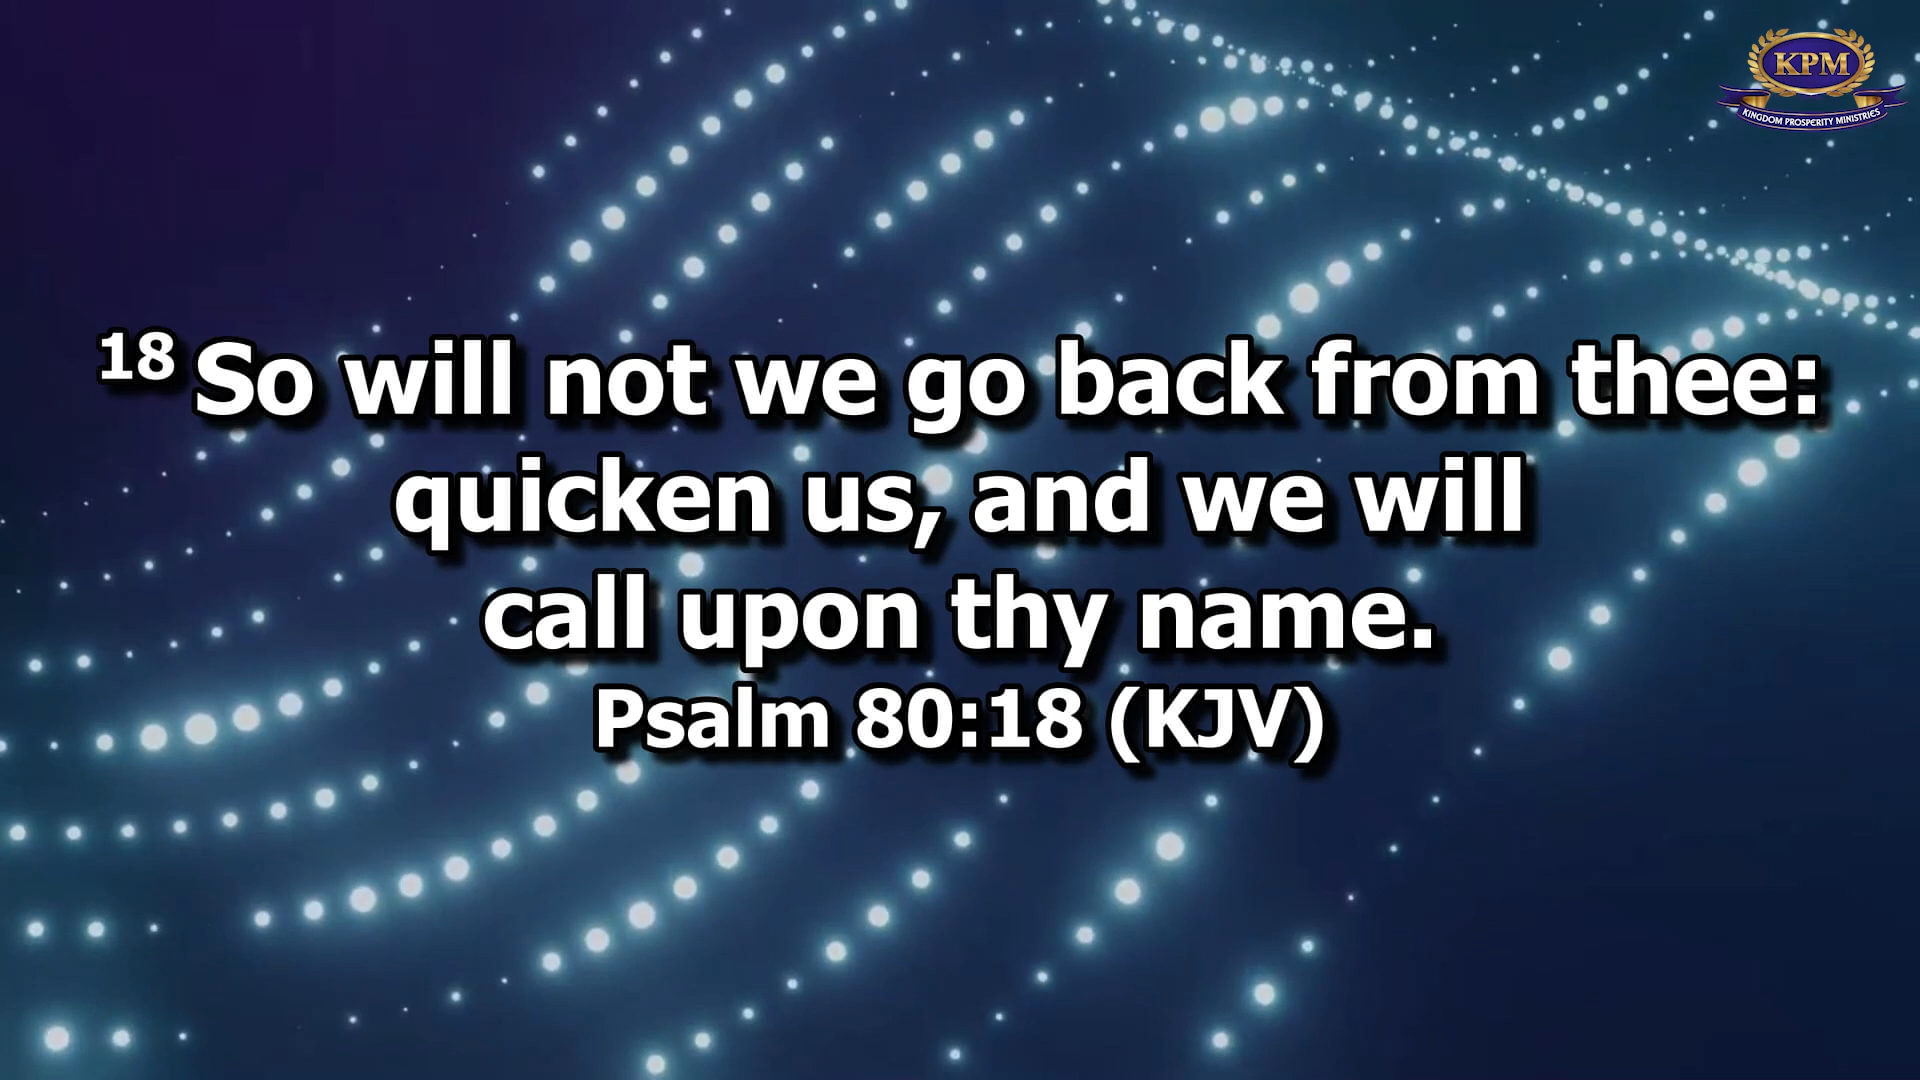 KPM
KINGDOM PROSPERITY MINISTRIES
18 So will not we go back from thee:
quicken us, and we will
call upon thy name.
Psalm 80:18 (KJV)